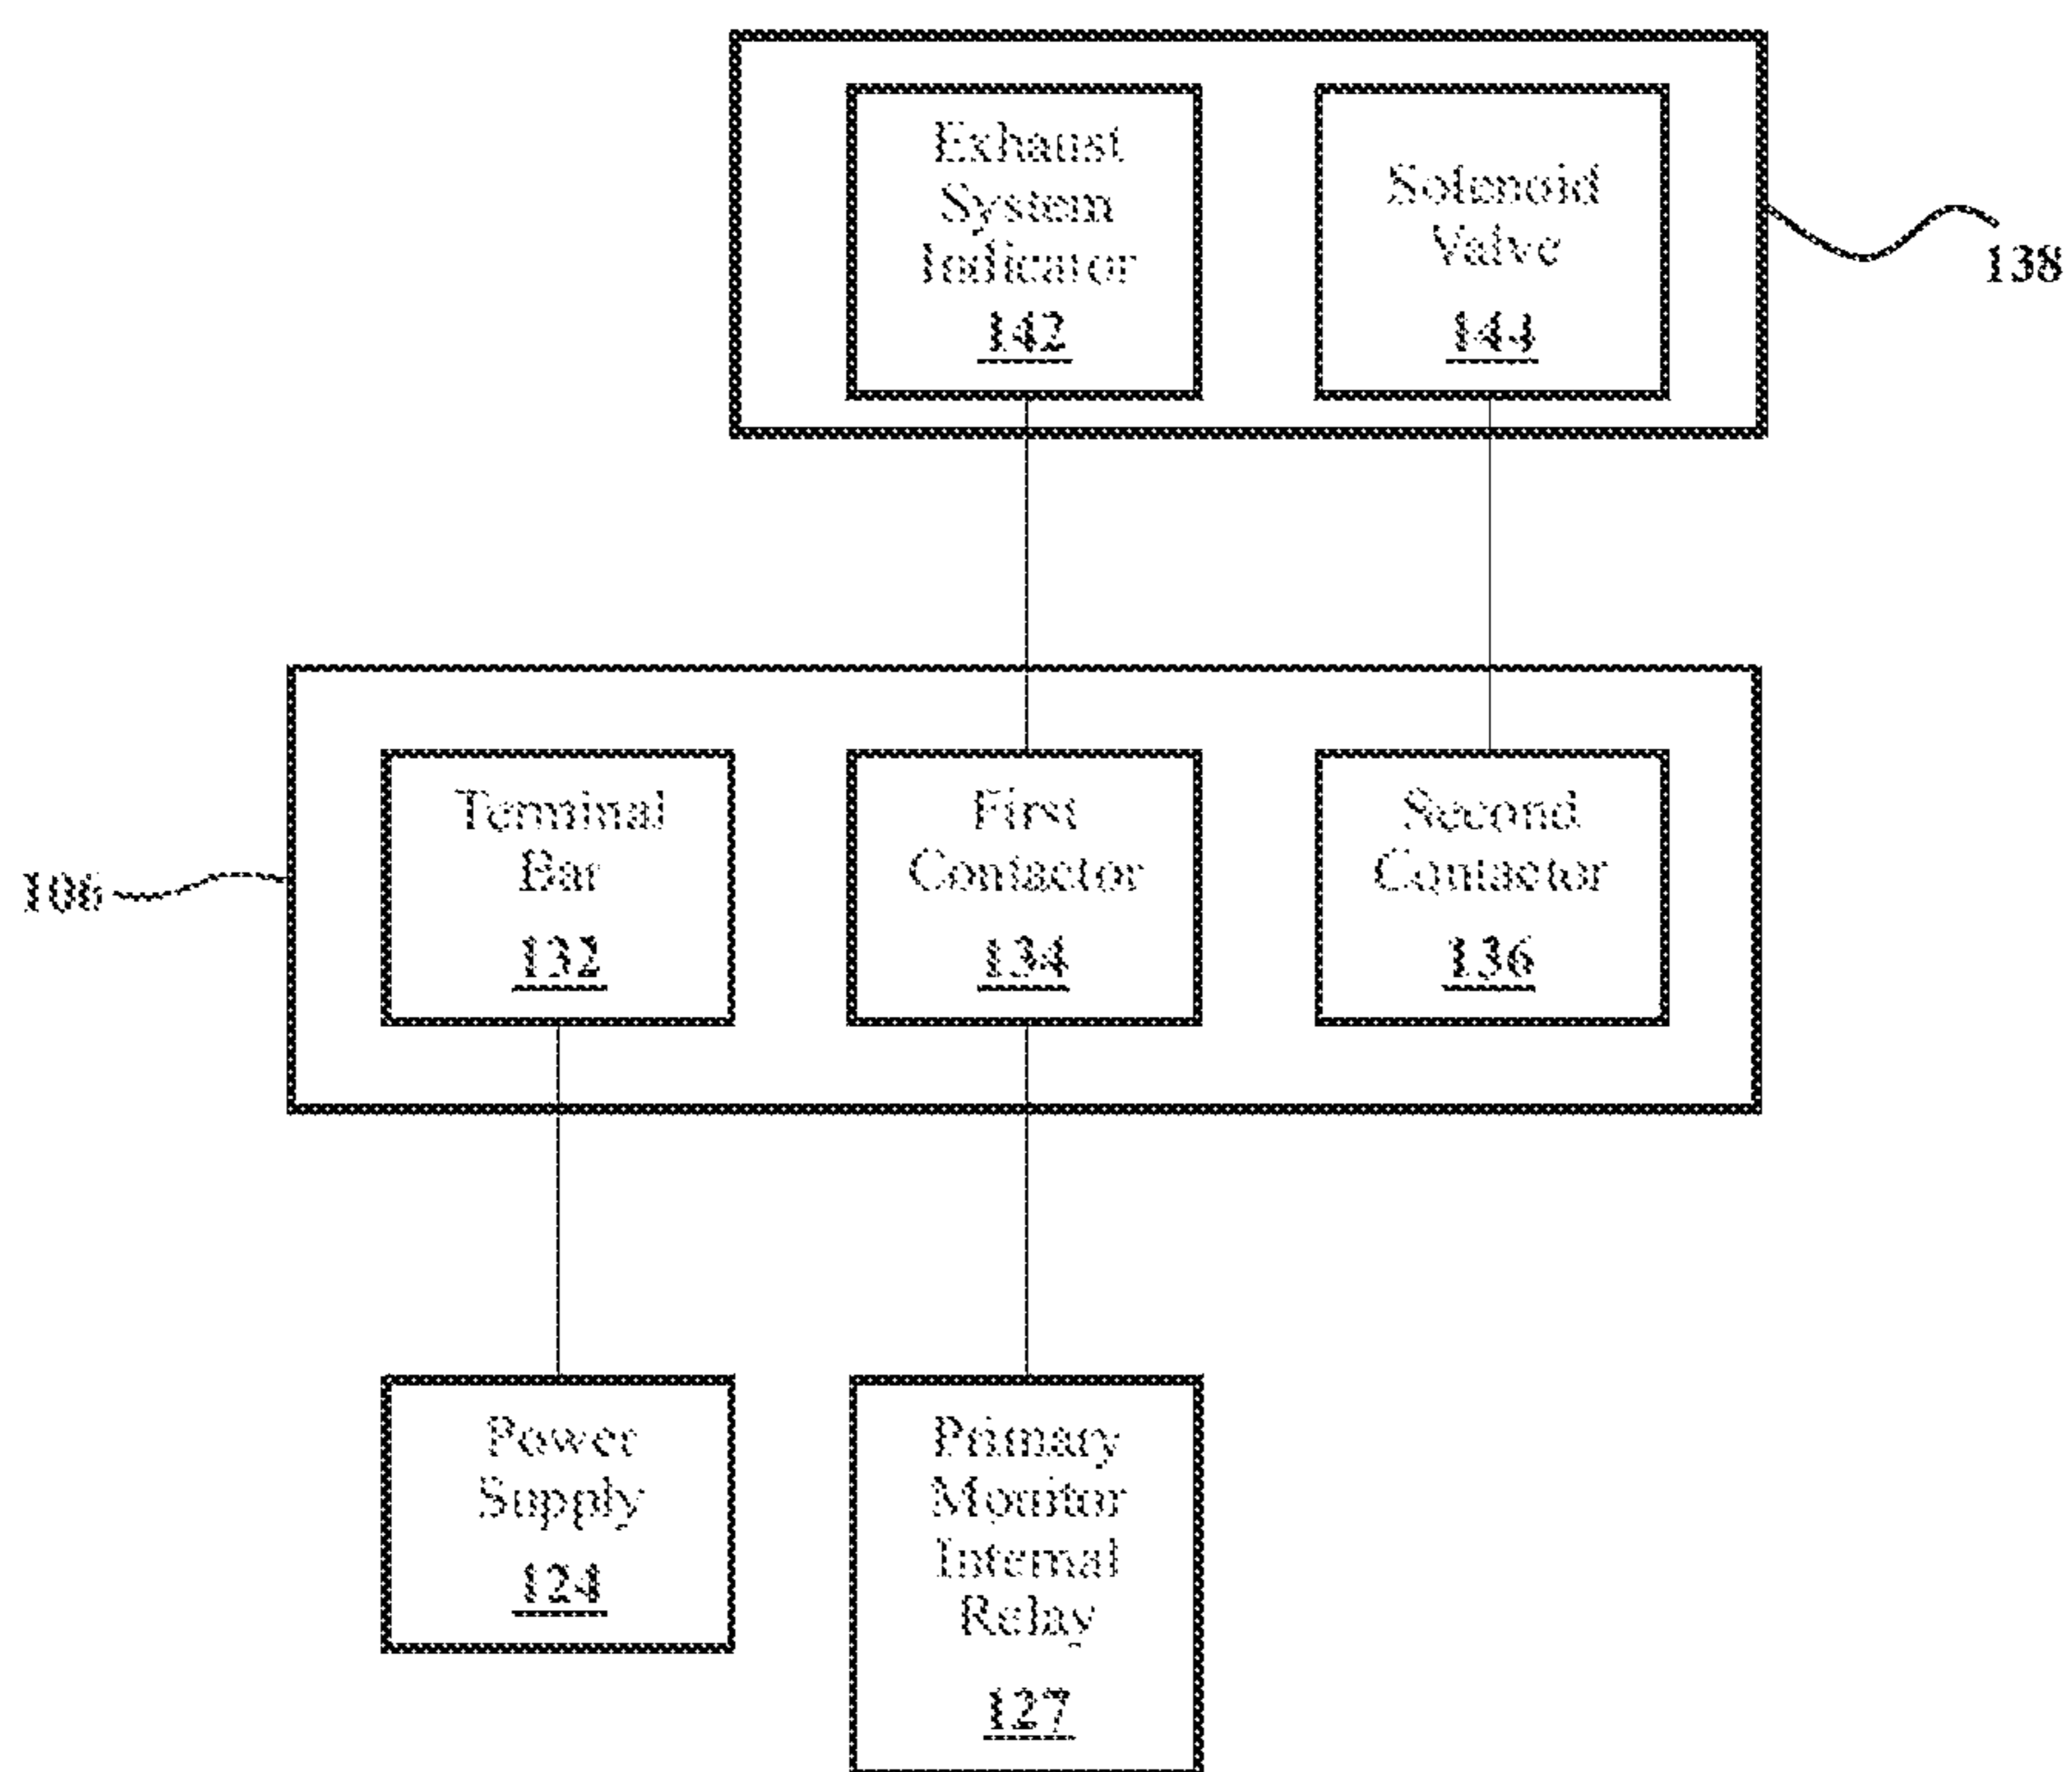 Exhaust
System
Indicator
142
Solenoid
Valve
144
138
Terminal
Bar
132
First
Contactor
134
Second
Contactor
136
106
Power
Supply
124
Primary
Monitor
Internal
Relay
127